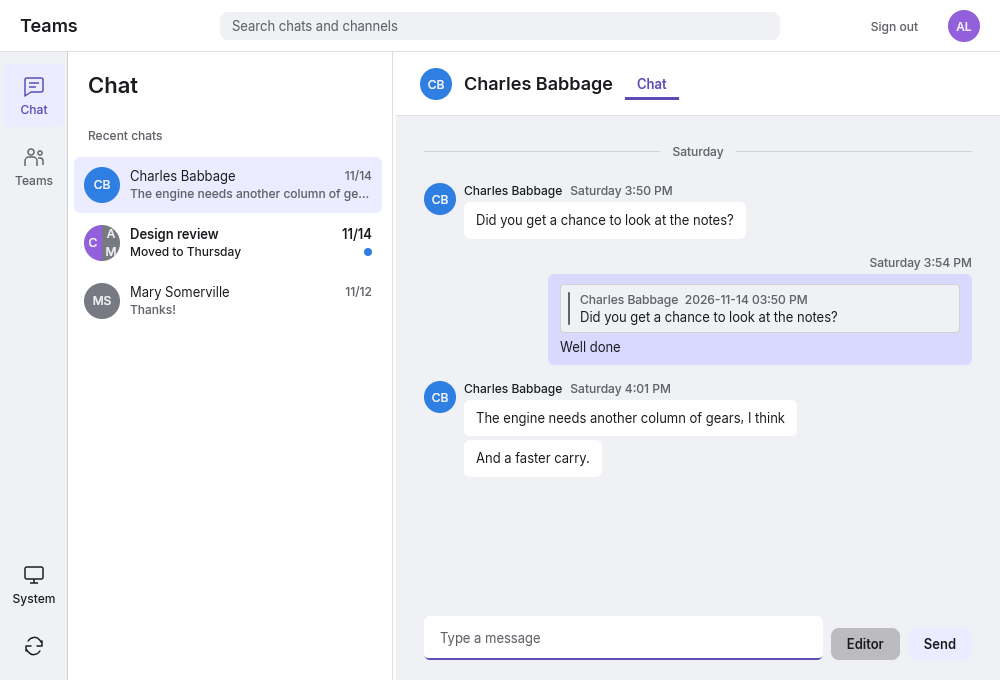 Teams
Search chats and channels
Sign out
AL
Chat
Teams
System
Chat
Recent chats
CB
Charles Babbage
11/14
The engine needs another column of ge...
C
A
M
Design review
11/14
Moved to Thursday
MS
Mary Somerville
11/12
Thanks!
CB
Charles Babbage
Chat
Saturday
CB
Charles Babbage Saturday 3:50 PM
Did you get a chance to look at the notes?
Saturday 3:54 PM
Charles Babbage 2026-11-14 03:50 PM
Did you get a chance to look at the notes?
Well done
CB
Charles Babbage Saturday 4:01 PM
The engine needs another column of gears, I think
And a faster carry.
Type a message
Editor
Send